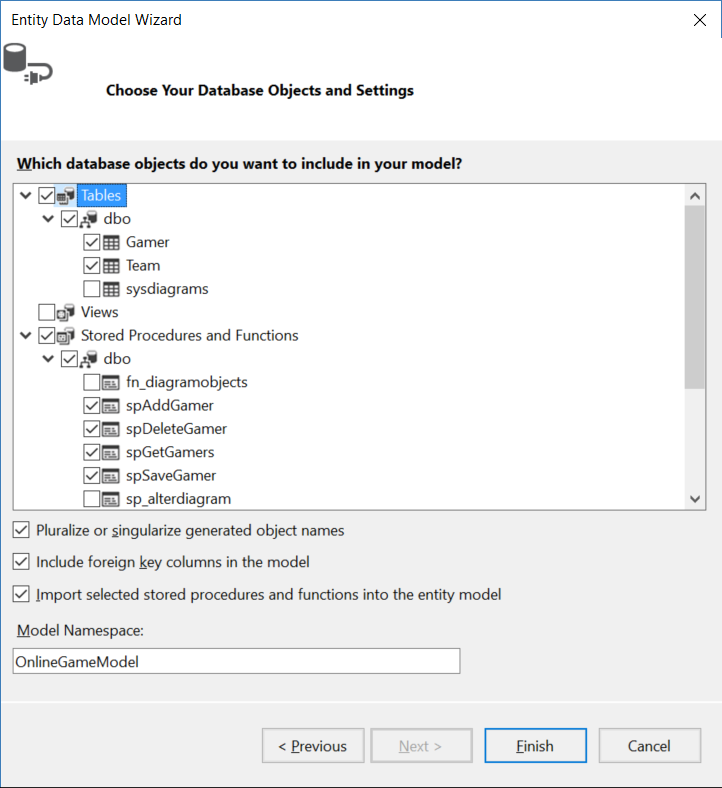 Entity Data Model Wizard
Choose Your Database Objects and Settings
Which database objects do you want to include in your model?
Tables
dbo
Gamer
Team
sysdiagrams
Views
Stored Procedures and Functions
dbo
fn_diagramobjects
spAddGamer
spDeleteGamer
spGetGamers
spSaveGamer
sp_alterdiagram
Pluralize or singularize generated object names
Include foreign key columns in the model
Import selected stored procedures and functions into the entity model
Model Namespace:
OnlineGameModel
< Previous Next > Finish Cancel